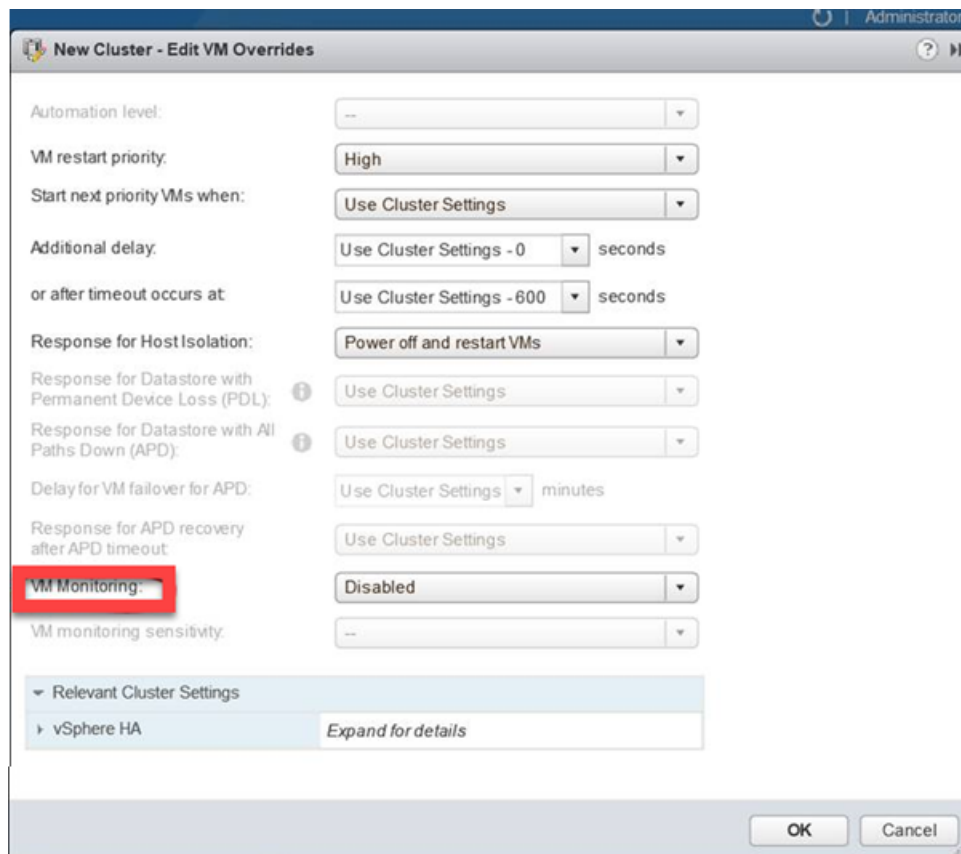 Administrator
New Cluster - Edit VM Overrides
?
Automation level: --
VM restart priority: High
Start next priority VMs when: Use Cluster Settings
Additional delay: Use Cluster Settings - 0 seconds
or after timeout occurs at: Use Cluster Settings - 600 seconds
Response for Host Isolation: Power off and restart VMs
Response for Datastore with
Permanent Device Loss (PDL): Use Cluster Settings
Response for Datastore with All
Paths Down (APD): Use Cluster Settings
Delay for VM failover for APD: Use Cluster Settings minutes
Response for APD recovery
after APD timeout: Use Cluster Settings
VM Monitoring: Disabled
VM monitoring sensitivity: --
Relevant Cluster Settings
vSphere HA Expand for details
OK Cancel